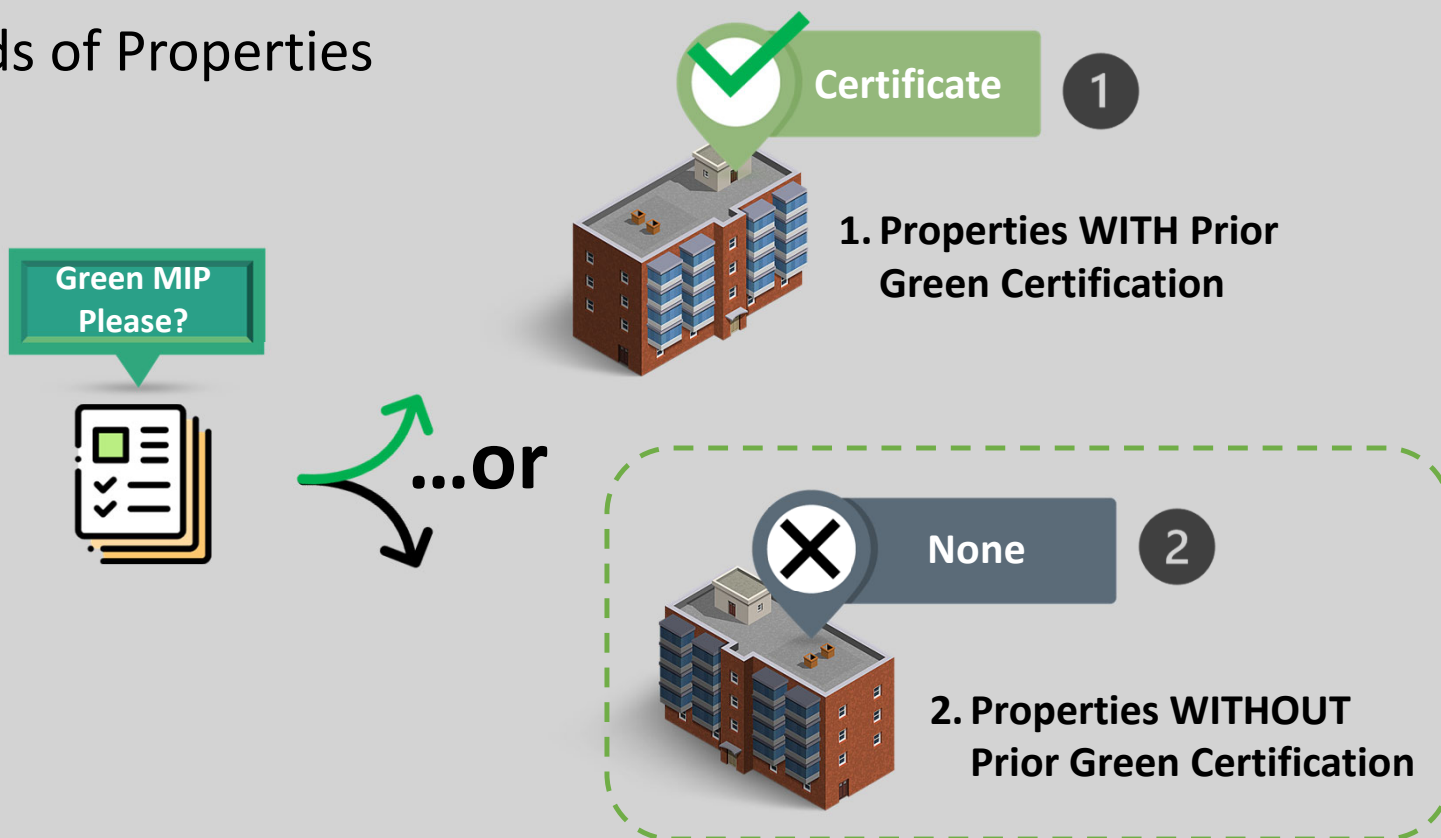 ds of Properties
Certificate
1
1. Properties WITH Prior
Green Certification
Green MIP
Please?
...or
None
2
2. Properties WITHOUT
Prior Green Certification